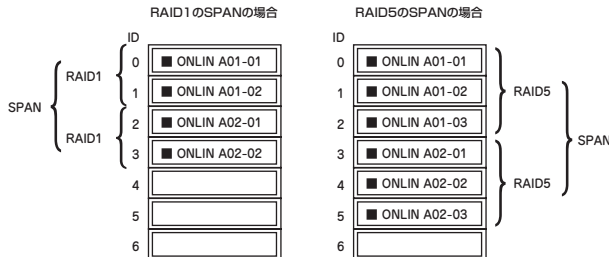 RAID1のSPANの場合
ID
0 ■ ONLIN A01-01
1 ■ ONLIN A01-02
2 ■ ONLIN A02-01
3 ■ ONLIN A02-02
4
5
6
RAID1
RAID1
SPAN
RAID5のSPANの場合
ID
0 ■ ONLIN A01-01
1 ■ ONLIN A01-02
2 ■ ONLIN A01-03
3 ■ ONLIN A02-01
4 ■ ONLIN A02-02
5 ■ ONLIN A02-03
6
RAID5
RAID5
SPAN